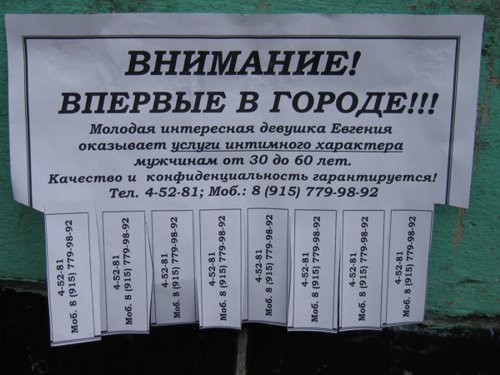 ВНИМАНИЕ!
ВПЕРВЫЕ В ГОРОДЕ!!!
Молодая интересная девушка Евгения
оказывает услуги интимного характера
мужчинам от 30 до 60 лет.
Качество и конфиденциальность гарантируется!
Тел. 4-52-81; Моб.: 8 (915) 779-98-92
4-52-81
Моб. 8 (915) 779-98-92
4-52-81
Моб. 8 (915) 779-98-92
4-52-81
Моб. 8 (915) 779-98-92
4-52-81
Моб. 8 (915) 779-98-92
4-52-81
Моб. 8 (915) 779-98-92
4-52-81
Моб. 8 (915) 779-98-92
4-52-81
Моб. 8 (915) 779-98-92
4-52-81
Моб. 8 (915) 779-98-92